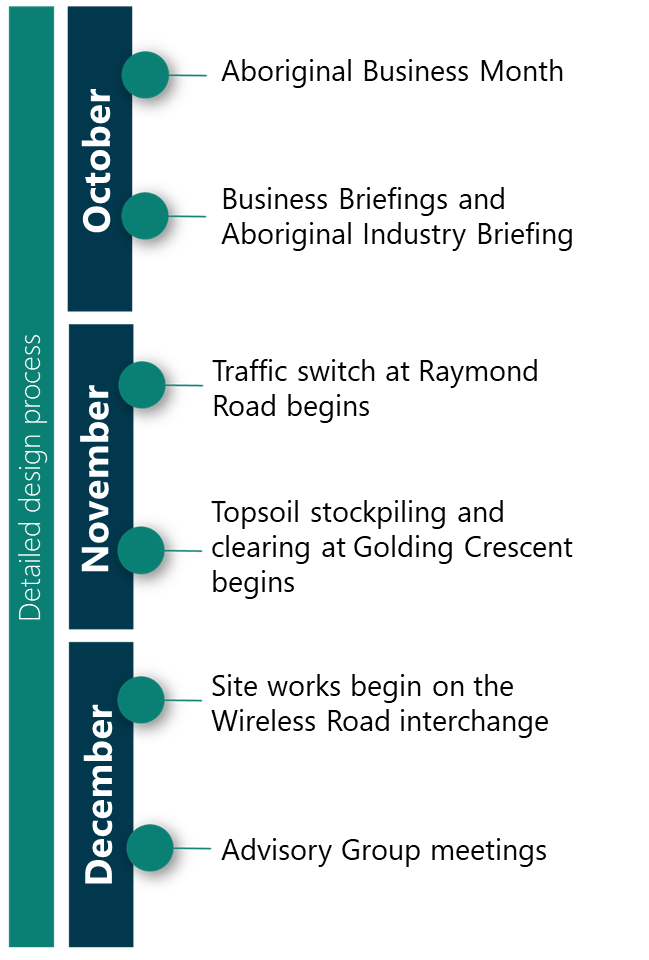 Detailed design process
October
Aboriginal Business Month
Business Briefings and
Aboriginal Industry Briefing
November
Traffic switch at Raymond
Road begins
Topsoil stockpiling and
clearing at Golding Crescent
begins
December
Site works begin on the
Wireless Road interchange
Advisory Group meetings